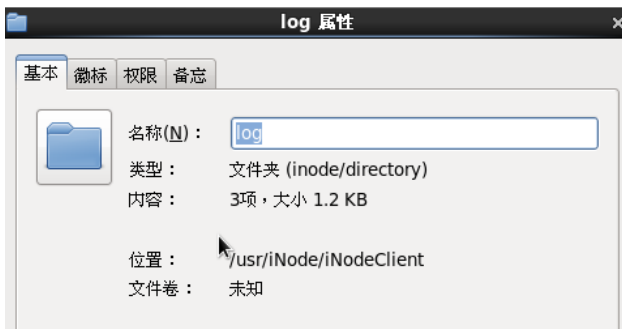 log 属性
基本 徽标 权限 备忘
名称(N)： log
类型： 文件夹 (inode/directory)
内容： 3项，大小 1.2 KB
位置： /usr/iNode/iNodeClient
文件卷： 未知